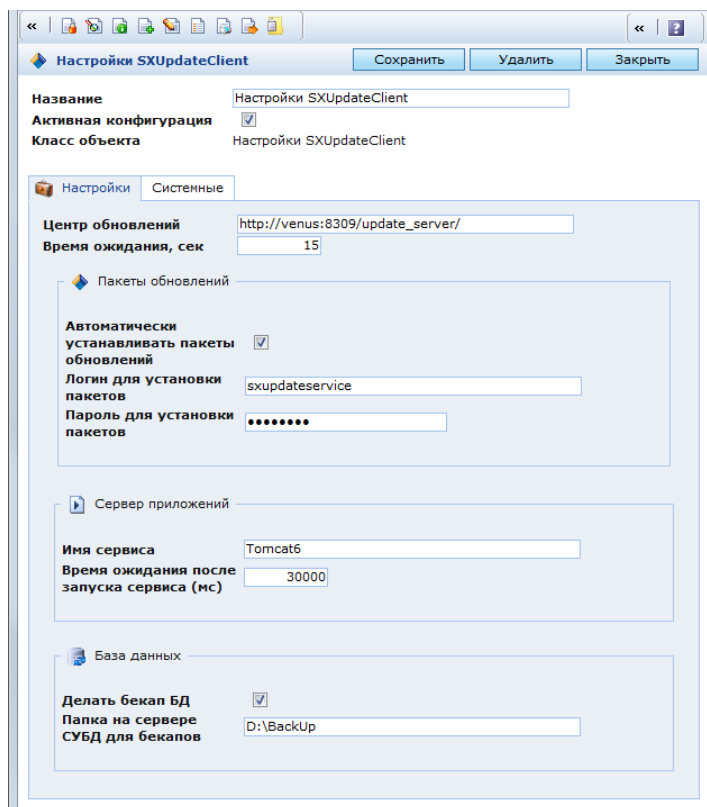 «
«
?
Настройки SXUpdateClient
Сохранить
Удалить
Закрыть
Название
Настройки SXUpdateClient
Активная конфигурация
Класс объекта
Настройки SXUpdateClient
Настройки
Системные
Центр обновлений
http://venus:8309/update_server/
Время ожидания, сек
15
Пакеты обновлений
Автоматически
устанавливать пакеты
обновлений
Логин для установки
пакетов
sxupdateservice
Пароль для установки
пакетов
••••••••
Сервер приложений
Имя сервиса
Tomcat6
Время ожидания после
запуска сервиса (мс)
30000
База данных
Делать бекап БД
Папка на сервере
СУБД для бекапов
D:\BackUp